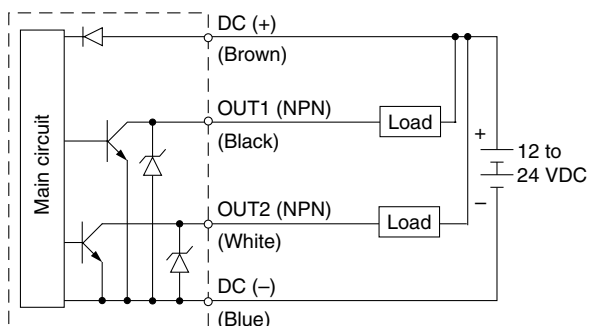 DC (+)
(Brown)
OUT1 (NPN)
(Black)
Load
Main circuit
+
12 to
24 VDC
–
OUT2 (NPN)
(White)
Load
DC (–)
(Blue)